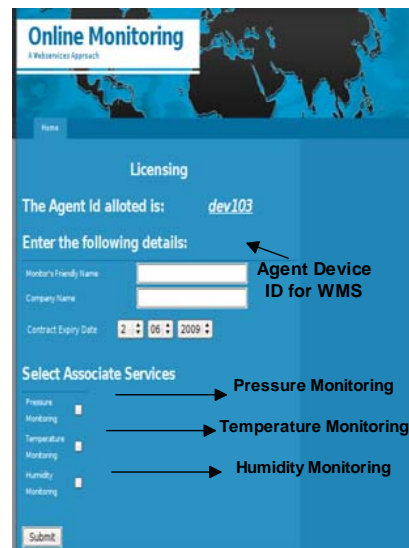 Online Monitoring
A Webservices Approach
Home
Licensing
The Agent Id alloted is: dev103
Enter the following details:
Monitor's Friendly Name
Agent Device
ID for WMS
Company Name
Contract Expiry Date 2 06 2009
Select Associate Services
Pressure Monitoring
Pressure
Monitoring
Temperature Monitoring
Temperature
Monitoring
Humidity Monitoring
Humidity
Monitoring
Submit